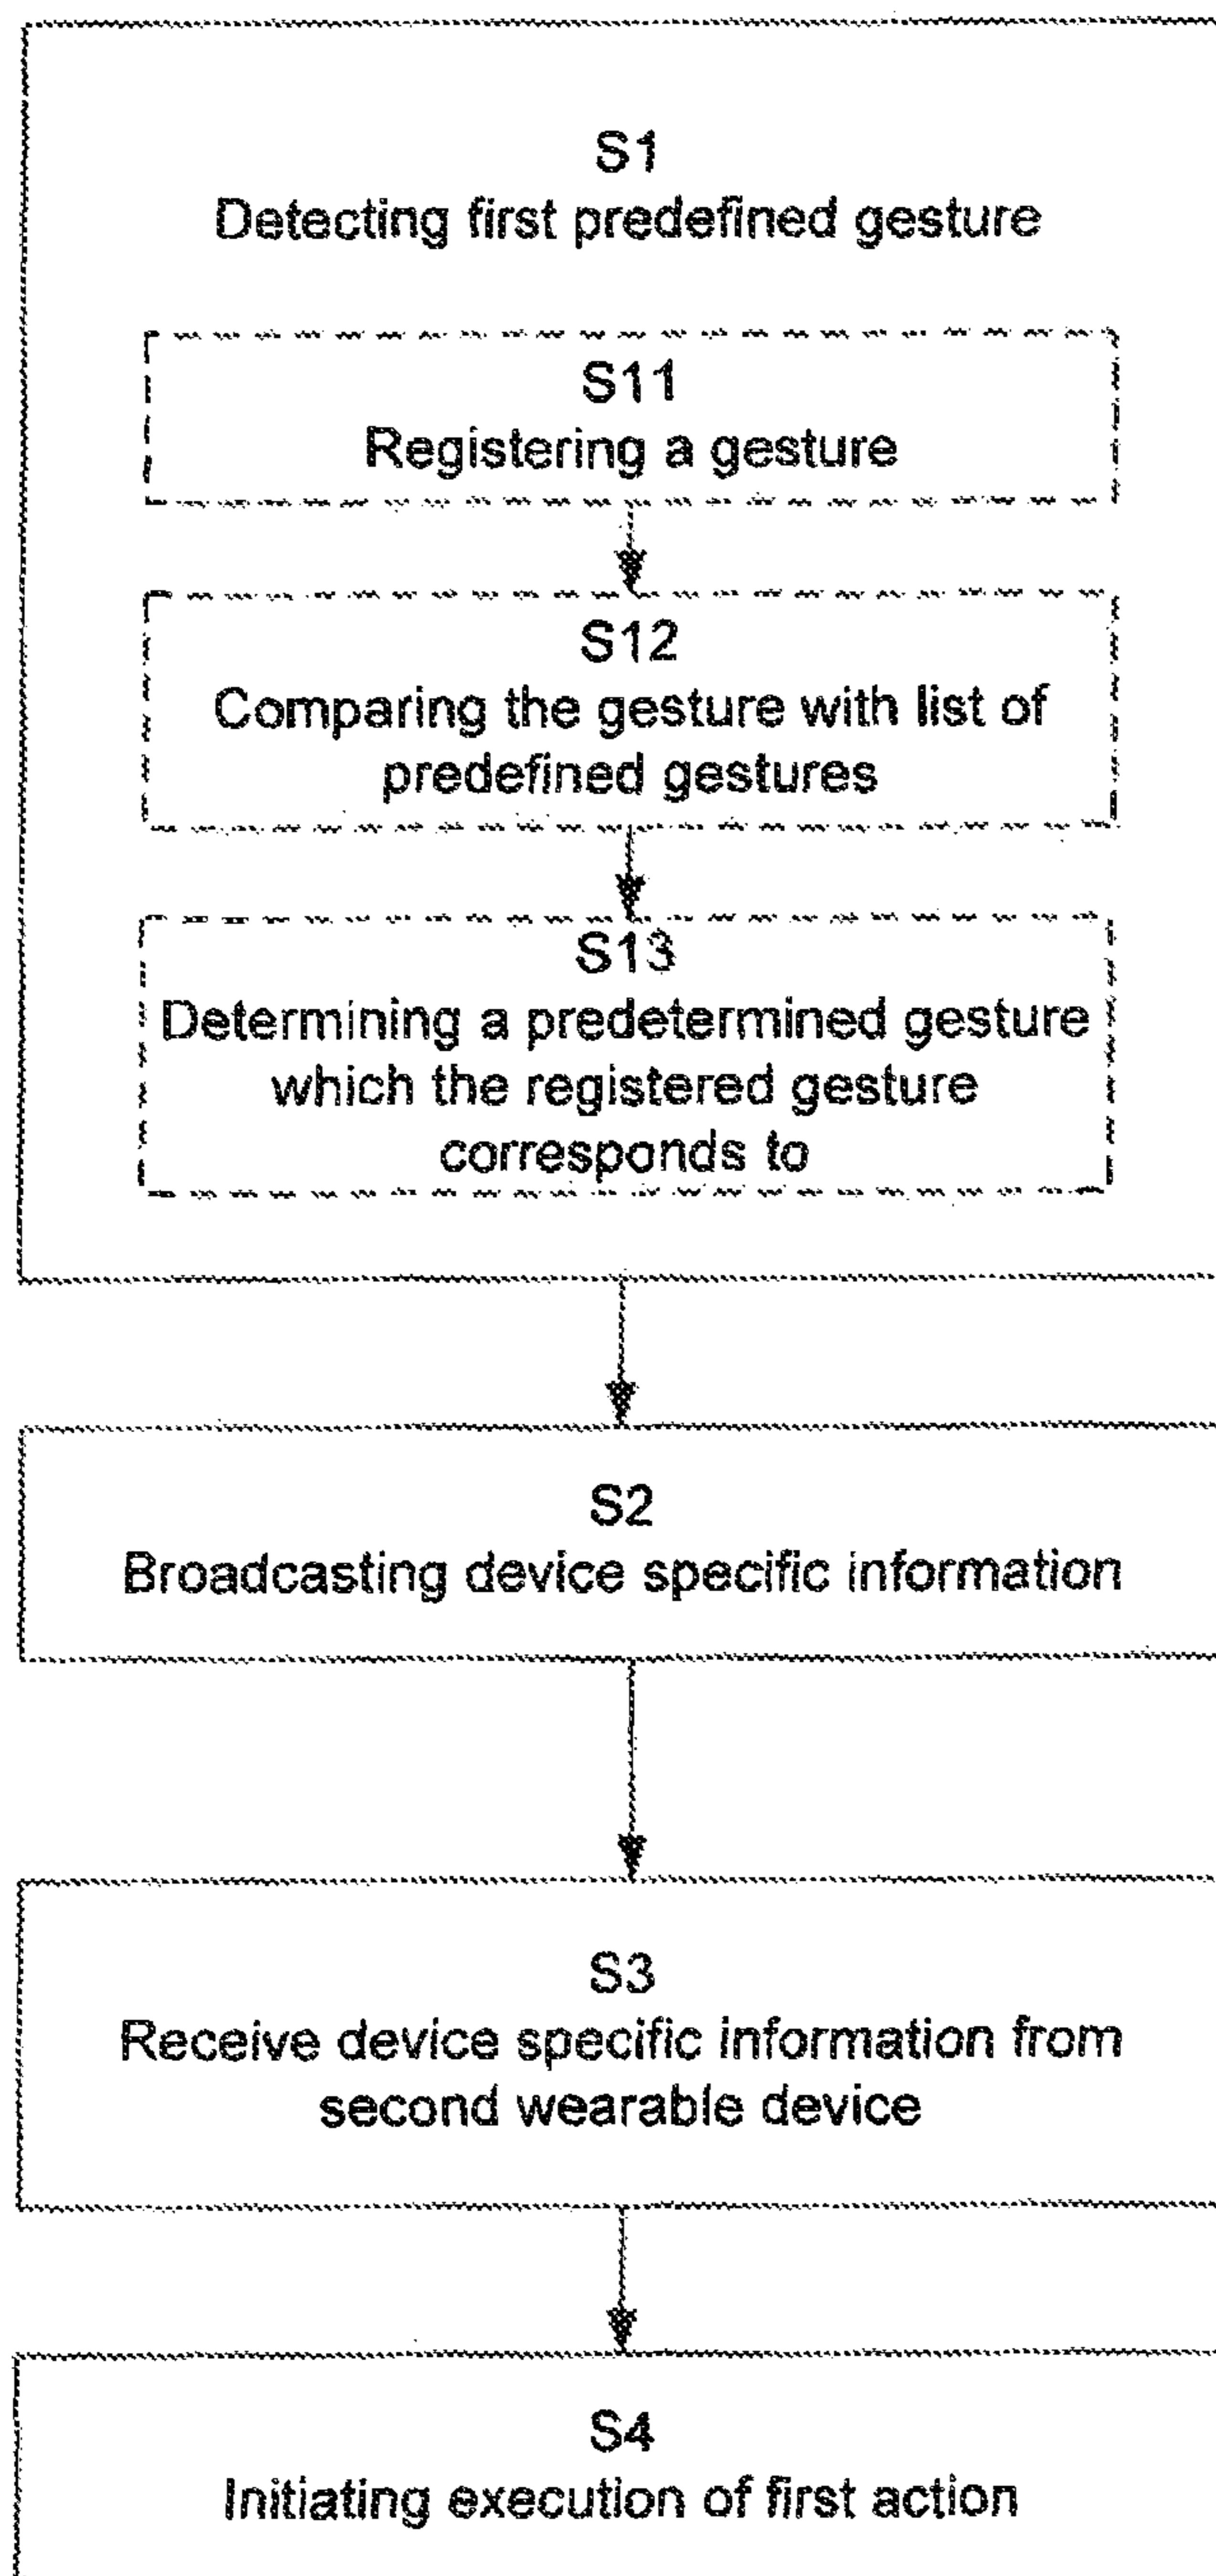 S1
Detecting first predefined gesture
S11
Registering a gesture
S12
Comparing the gesture with list of
predefined gestures
S13
Determining a predetermined gesture
which the registered gesture
corresponds to
S2
Broadcasting device specific information
S3
Receive device specific information from
second wearable device
S4
Initiating execution of first action